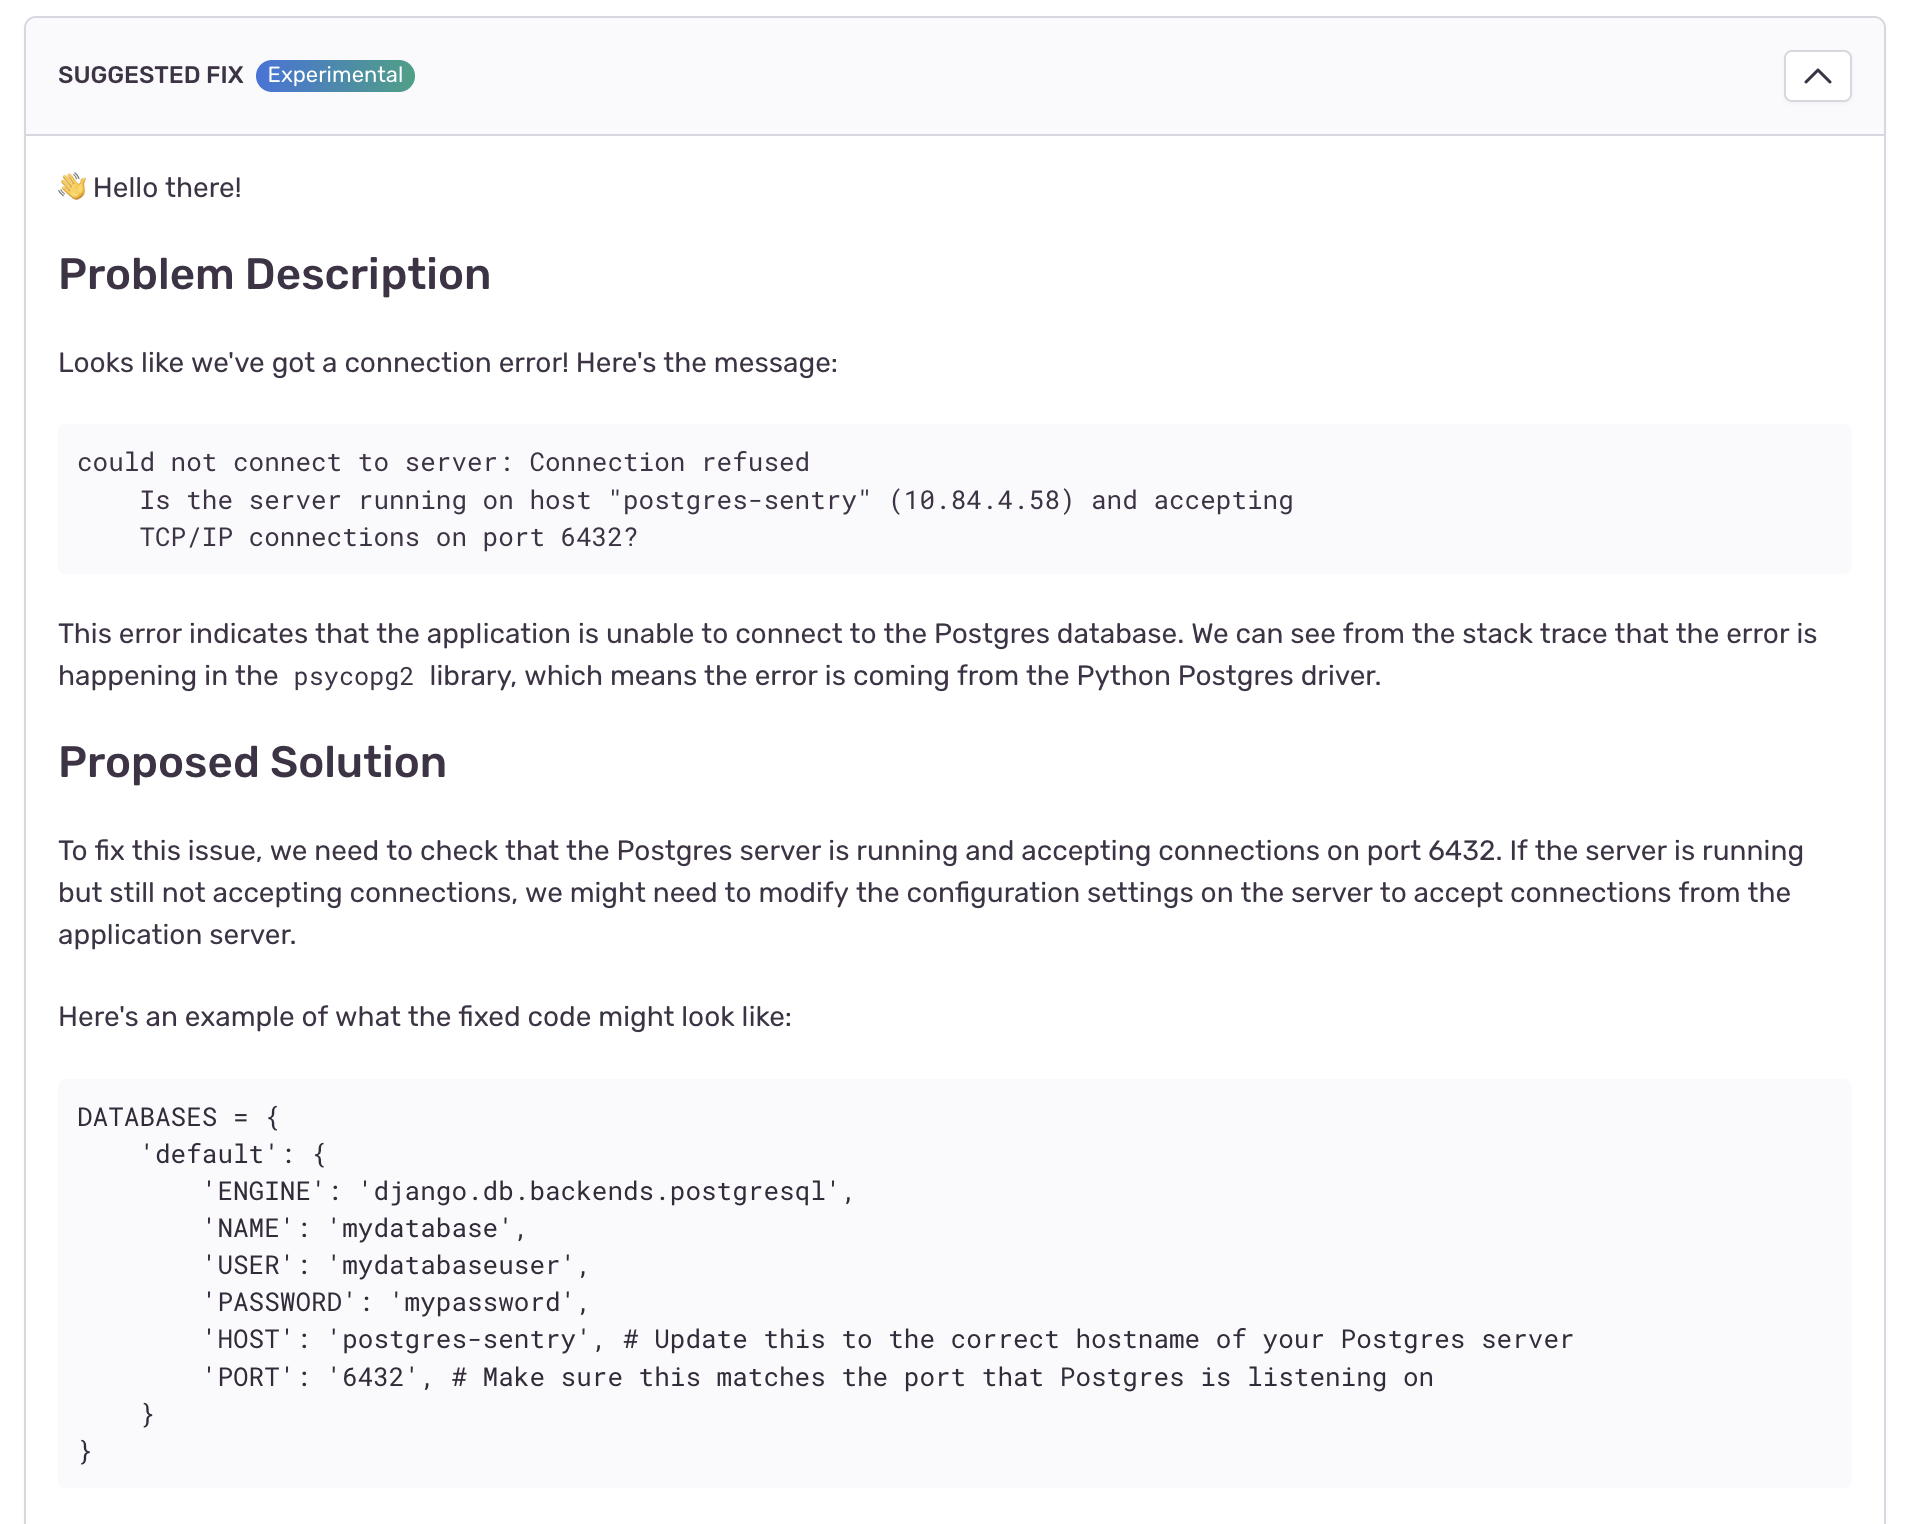 SUGGESTED FIX Experimental
👋 Hello there!
Problem Description
Looks like we've got a connection error! Here's the message:
could not connect to server: Connection refused
    Is the server running on host "postgres-sentry" (10.84.4.58) and accepting
    TCP/IP connections on port 6432?
This error indicates that the application is unable to connect to the Postgres database. We can see from the stack trace that the error is
happening in the psycopg2 library, which means the error is coming from the Python Postgres driver.
Proposed Solution
To fix this issue, we need to check that the Postgres server is running and accepting connections on port 6432. If the server is running
but still not accepting connections, we might need to modify the configuration settings on the server to accept connections from the
application server.
Here's an example of what the fixed code might look like:
DATABASES = {
    'default': {
        'ENGINE': 'django.db.backends.postgresql',
        'NAME': 'mydatabase',
        'USER': 'mydatabaseuser',
        'PASSWORD': 'mypassword',
        'HOST': 'postgres-sentry', # Update this to the correct hostname of your Postgres server
        'PORT': '6432', # Make sure this matches the port that Postgres is listening on
    }
}